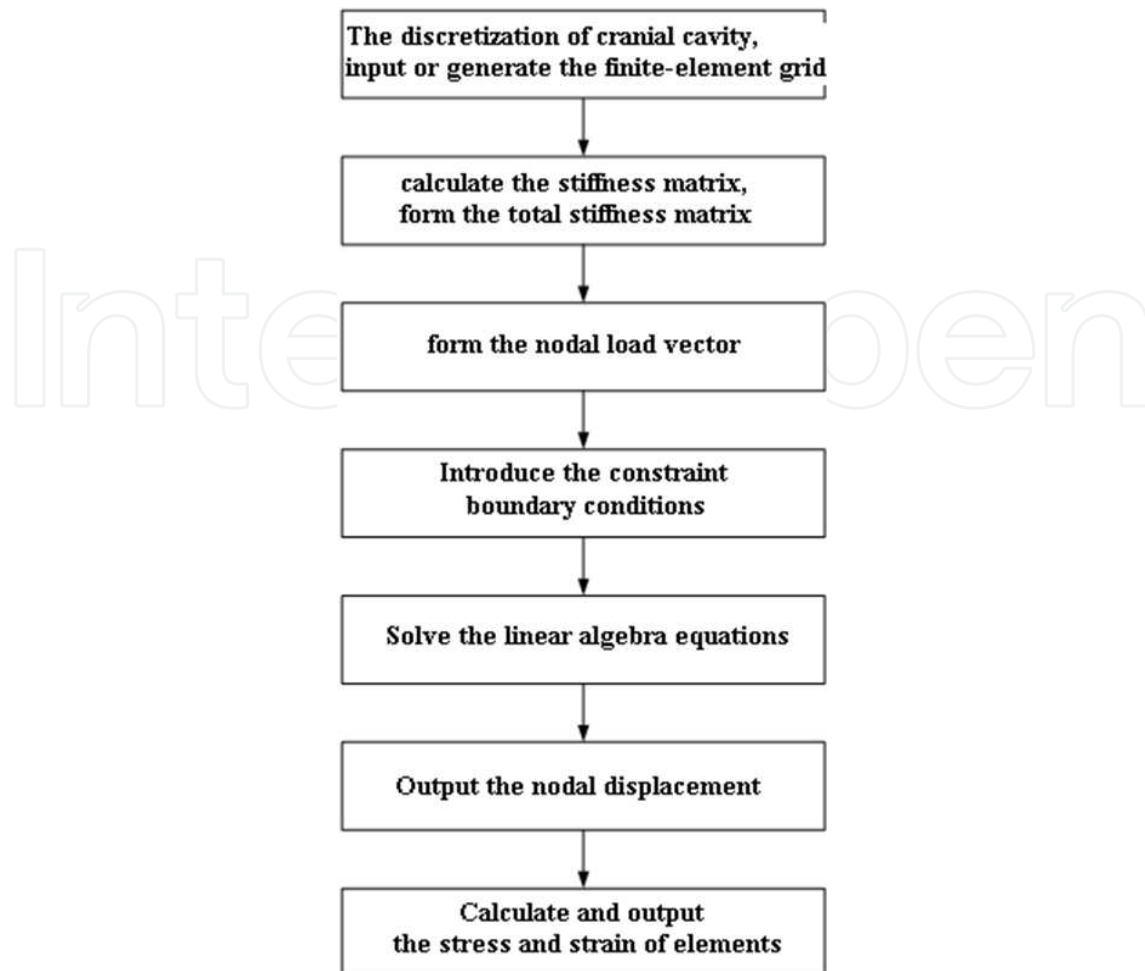 The discretization of cranial cavity,
input or generate the finite-element grid
calculate the stiffness matrix,
form the total stiffness matrix
form the nodal load vector
Introduce the constraint
boundary conditions
Solve the linear algebra equations
Output the nodal displacement
Calculate and output
the stress and strain of elements